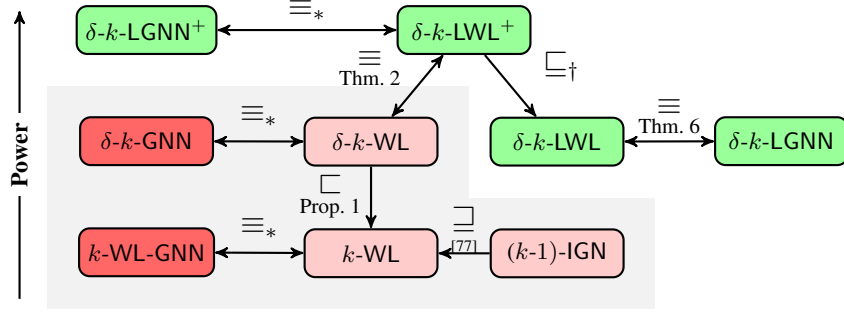 ≡*
δ-k-LGNN+ δ-k-LWL+
≡
Thm. 2
⊑†
≡*
δ-k-GNN δ-k-WL δ-k-LWL
≡
Thm. 6
δ-k-LGNN
⊏
Prop. 1
≡*
k-WL-GNN k-WL
⊒
[77]
(k-1)-IGN
Power